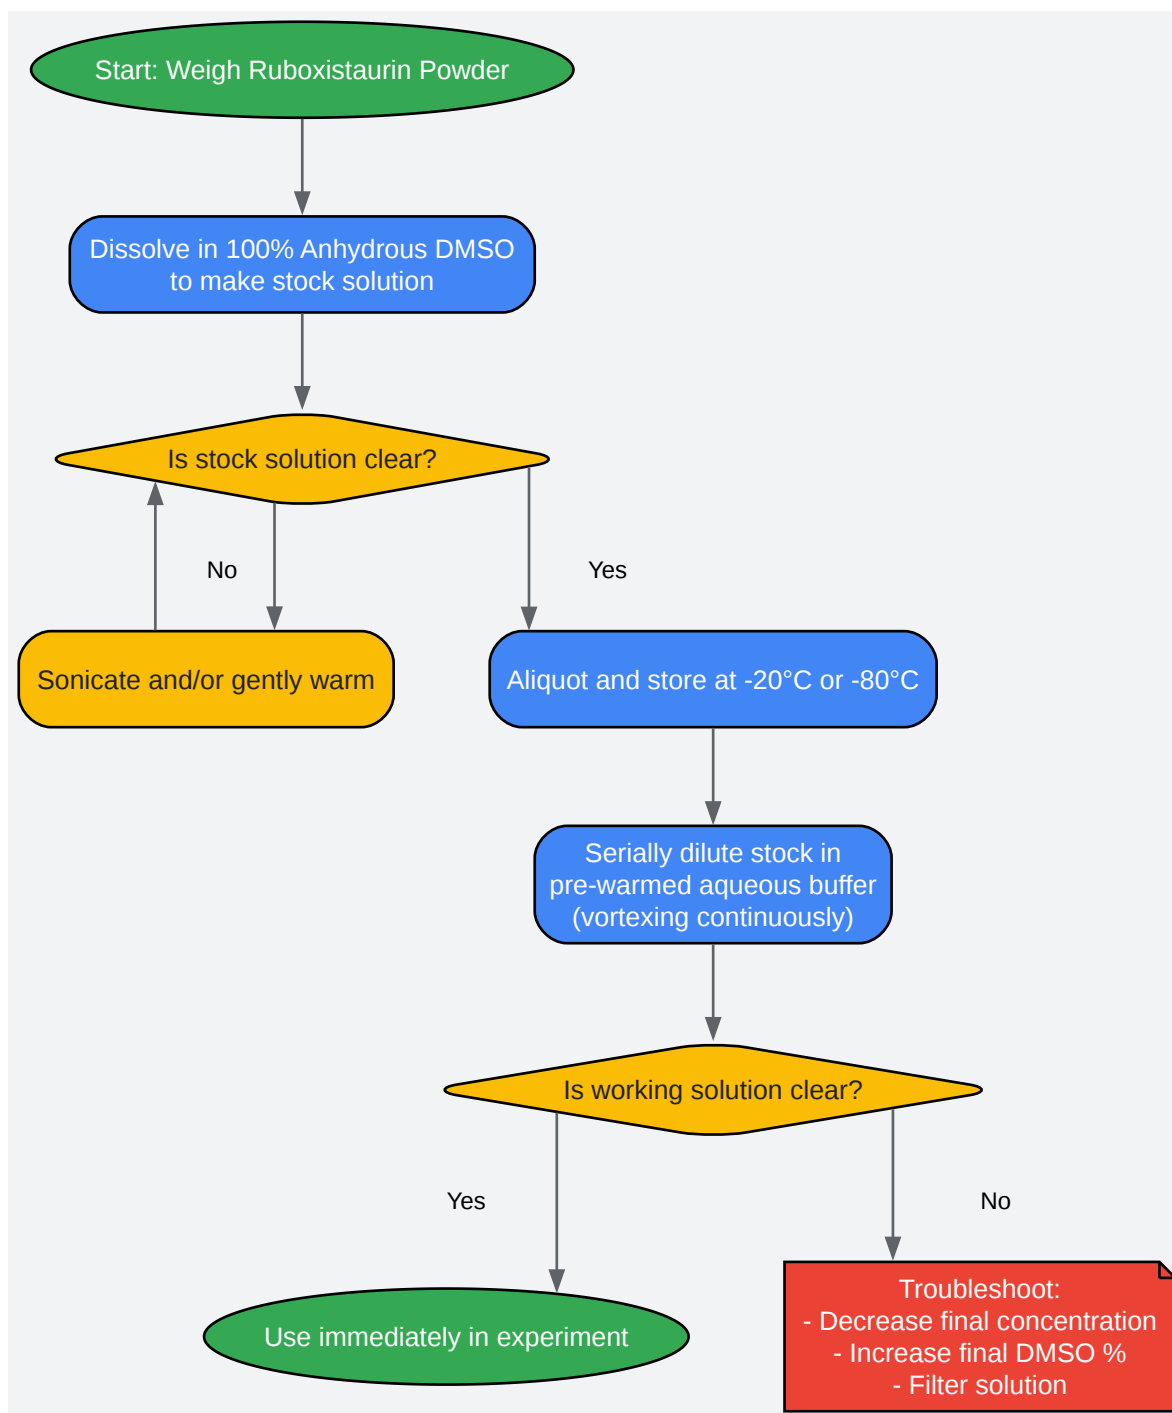 Start: Weigh Ruboxistaurin Powder
Dissolve in 100% Anhydrous DMSO
to make stock solution
Is stock solution clear?
No
Yes
Sonicate and/or gently warm
Aliquot and store at -20°C or -80°C
Serially dilute stock in
pre-warmed aqueous buffer
(vortexing continuously)
Is working solution clear?
Yes
No
Use immediately in experiment
Troubleshoot:
- Decrease final concentration
- Increase final DMSO %
- Filter solution